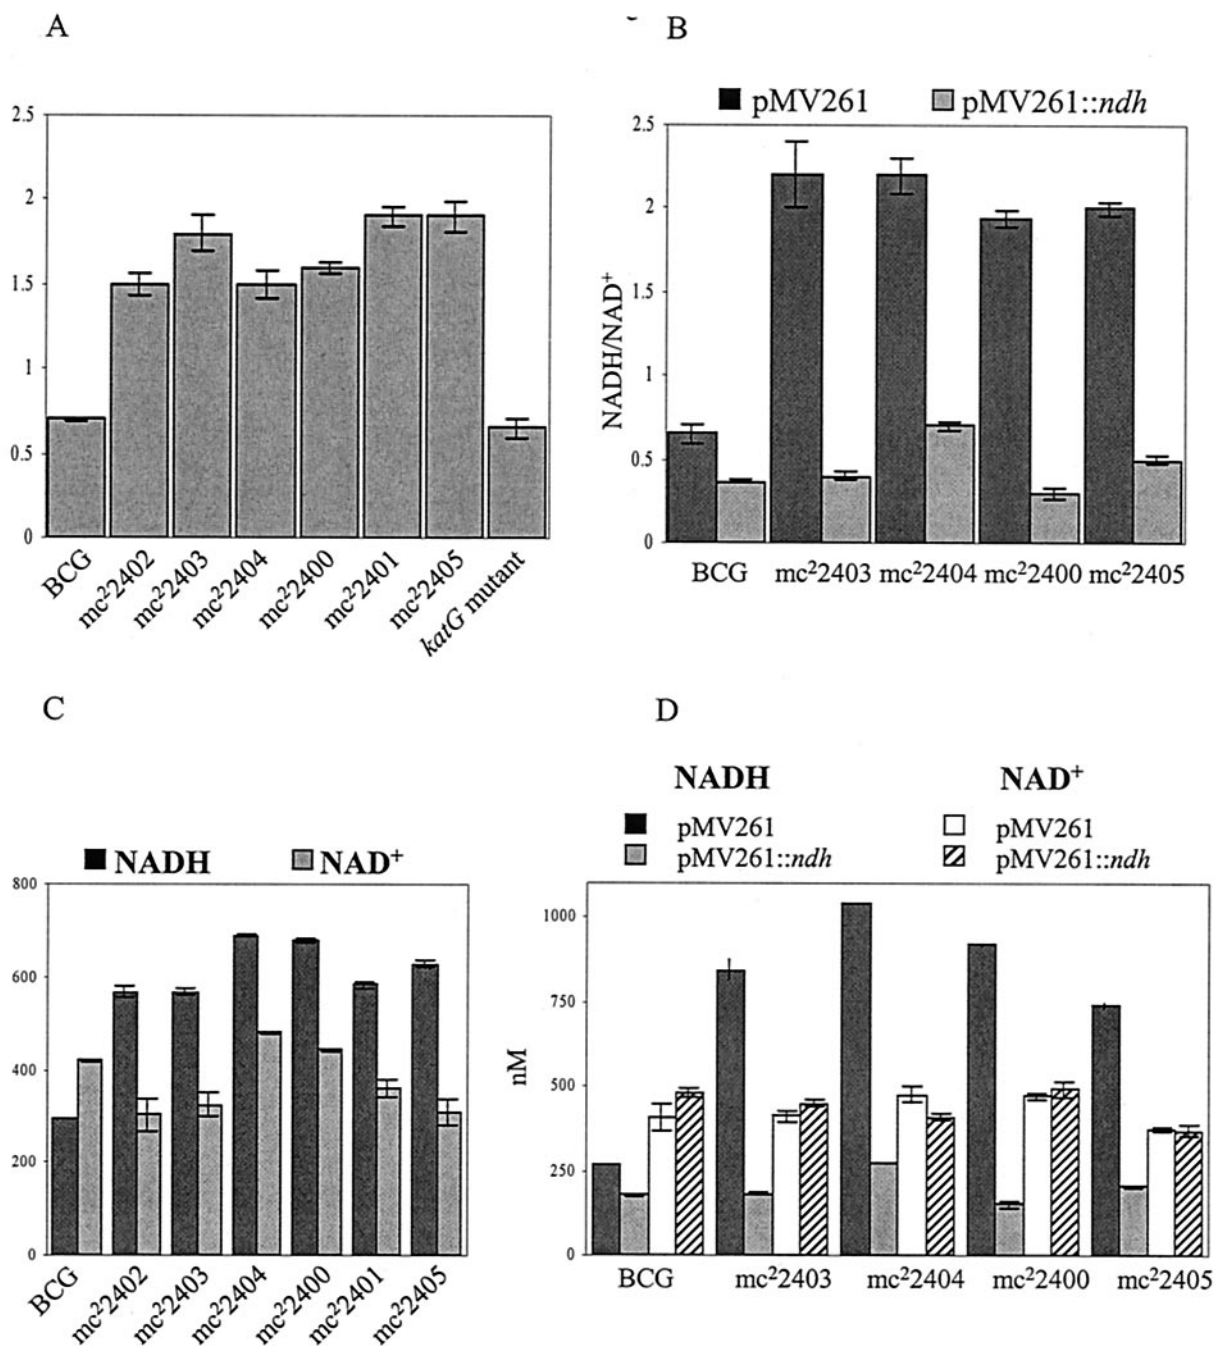 A
2.5
2
1.5
1
0.5
0
BCG
mc²2402
mc²2403
mc²2404
mc²2400
mc²2401
mc²2405
katG mutant
B
pMV261
pMV261::ndh
NADH/NAD⁺
2.5
2
1.5
1
0.5
0
BCG
mc²2403
mc²2404
mc²2400
mc²2405
C
NADH
NAD⁺
800
600
400
200
0
BCG
mc²2402
mc²2403
mc²2404
mc²2400
mc²2401
mc²2405
D
NADH
NAD⁺
pMV261
pMV261
pMV261::ndh
pMV261::ndh
nM
1000
750
500
250
0
BCG
mc²2403
mc²2404
mc²2400
mc²2405